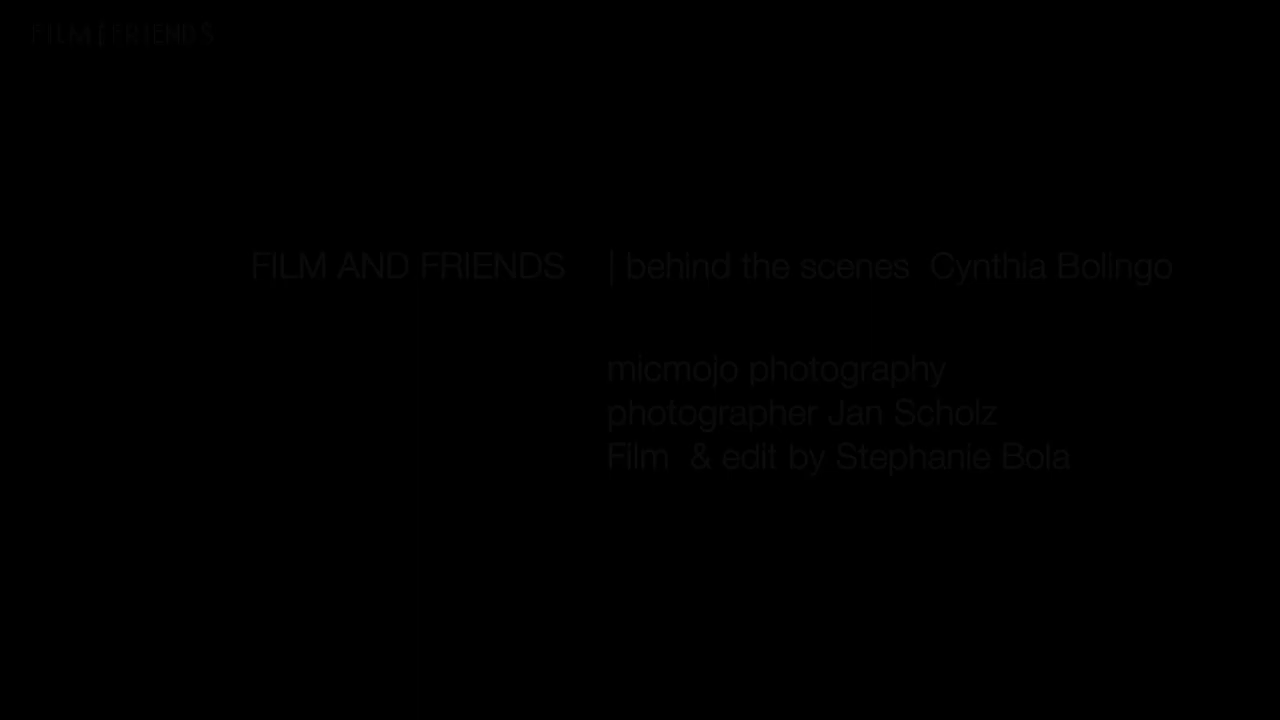 FILM | FRIENDS
FILM AND FRIENDS | behind the scenes Cynthia Bolingo
micmojo photography
photographer Jan Scholz
Film & edit by Stephanie Bola